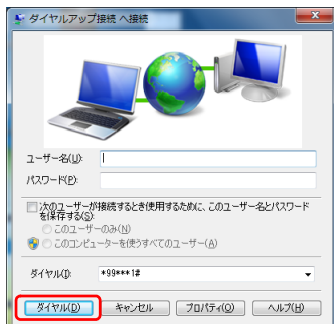 ダイヤルアップ接続 へ接続
ユーザー名(U):
パスワード(P):
次のユーザーが接続するとき使用するために、このユーザー名とパスワード
を保存する(S):
このユーザーのみ(N)
このコンピューターを使うすべてのユーザー(A)
ダイヤル(I): *99***1#
ダイヤル(D) キャンセル プロパティ(O) ヘルプ(H)